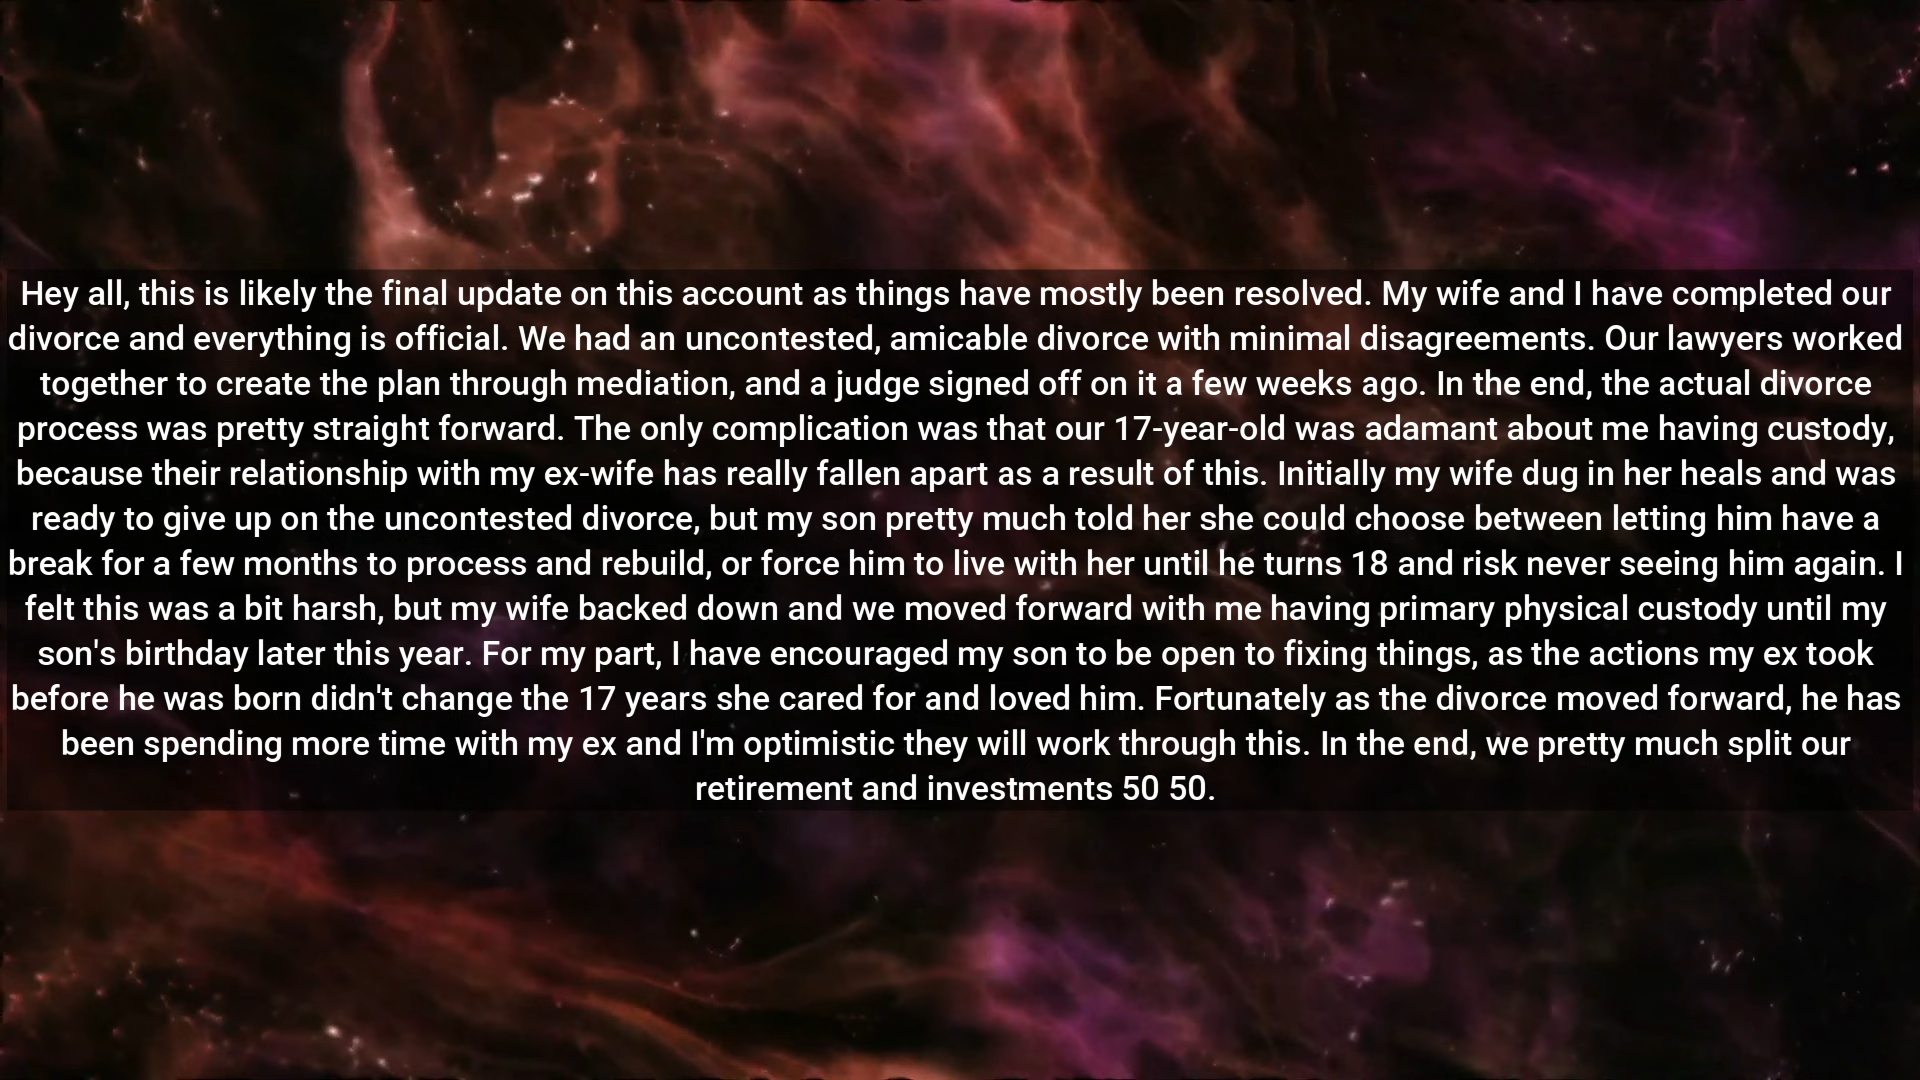 Hey all, this is likely the final update on this account as things have mostly been resolved. My wife and I have completed our
divorce and everything is official. We had an uncontested, amicable divorce with minimal disagreements. Our lawyers worked
together to create the plan through mediation, and a judge signed off on it a few weeks ago. In the end, the actual divorce
process was pretty straight forward. The only complication was that our 17-year-old was adamant about me having custody,
because their relationship with my ex-wife has really fallen apart as a result of this. Initially my wife dug in her heals and was
ready to give up on the uncontested divorce, but my son pretty much told her she could choose between letting him have a
break for a few months to process and rebuild, or force him to live with her until he turns 18 and risk never seeing him again. I
felt this was a bit harsh, but my wife backed down and we moved forward with me having primary physical custody until my
son's birthday later this year. For my part, I have encouraged my son to be open to fixing things, as the actions my ex took
before he was born didn't change the 17 years she cared for and loved him. Fortunately as the divorce moved forward, he has
been spending more time with my ex and I'm optimistic they will work through this. In the end, we pretty much split our
retirement and investments 50 50.